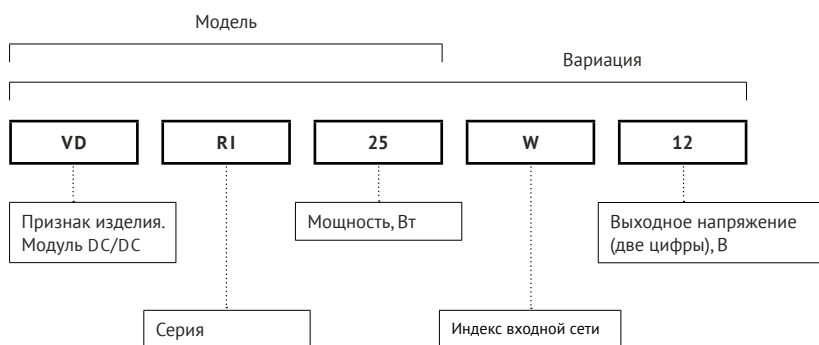 Модель
Вариация
VD RI 25 W 12
Признак изделия.
Модуль DC/DC
Мощность, Вт
Выходное напряжение
(две цифры), В
Серия
Индекс входной сети